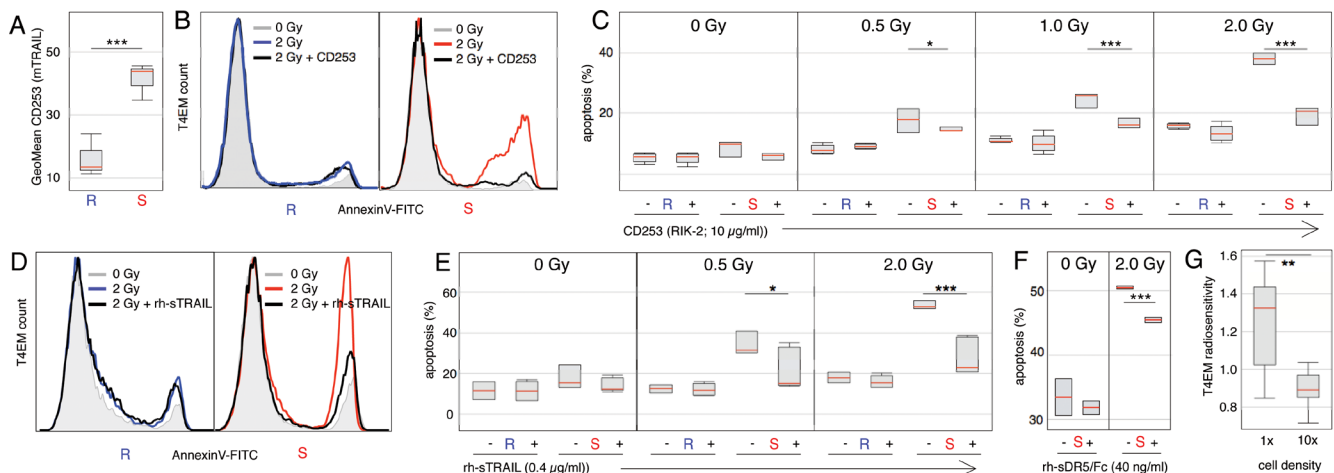 A
GeoMean CD253 (mTRAIL)
50
30
10
***
R
S
B
T4EM count
0 Gy
2 Gy
2 Gy + CD253
0 Gy
2 Gy
2 Gy + CD253
R
AnnexinV-FITC
S
C
apoptosis (%)
40
20
0 Gy
0.5 Gy
1.0 Gy
2.0 Gy
*
***
***
- R + - S + - R + - S + - R + - S + - R + - S +
CD253 (RIK-2; 10 µg/ml))
D
T4EM count
0 Gy
2 Gy
2 Gy + rh-sTRAIL
0 Gy
2 Gy
2 Gy + rh-sTRAIL
R
AnnexinV-FITC
S
E
apoptosis (%)
60
40
20
0
0 Gy
0.5 Gy
2.0 Gy
*
***
- R + - S + - R + - S + - R + - S +
rh-sTRAIL (0.4 µg/ml))
F
apoptosis (%)
50
40
30
0 Gy
2.0 Gy
***
- S + - S +
rh-sDR5/Fc (40 ng/ml)
G
T4EM radiosensitivity
1.6
1.4
1.2
1.0
0.8
**
1x
10x
cell density